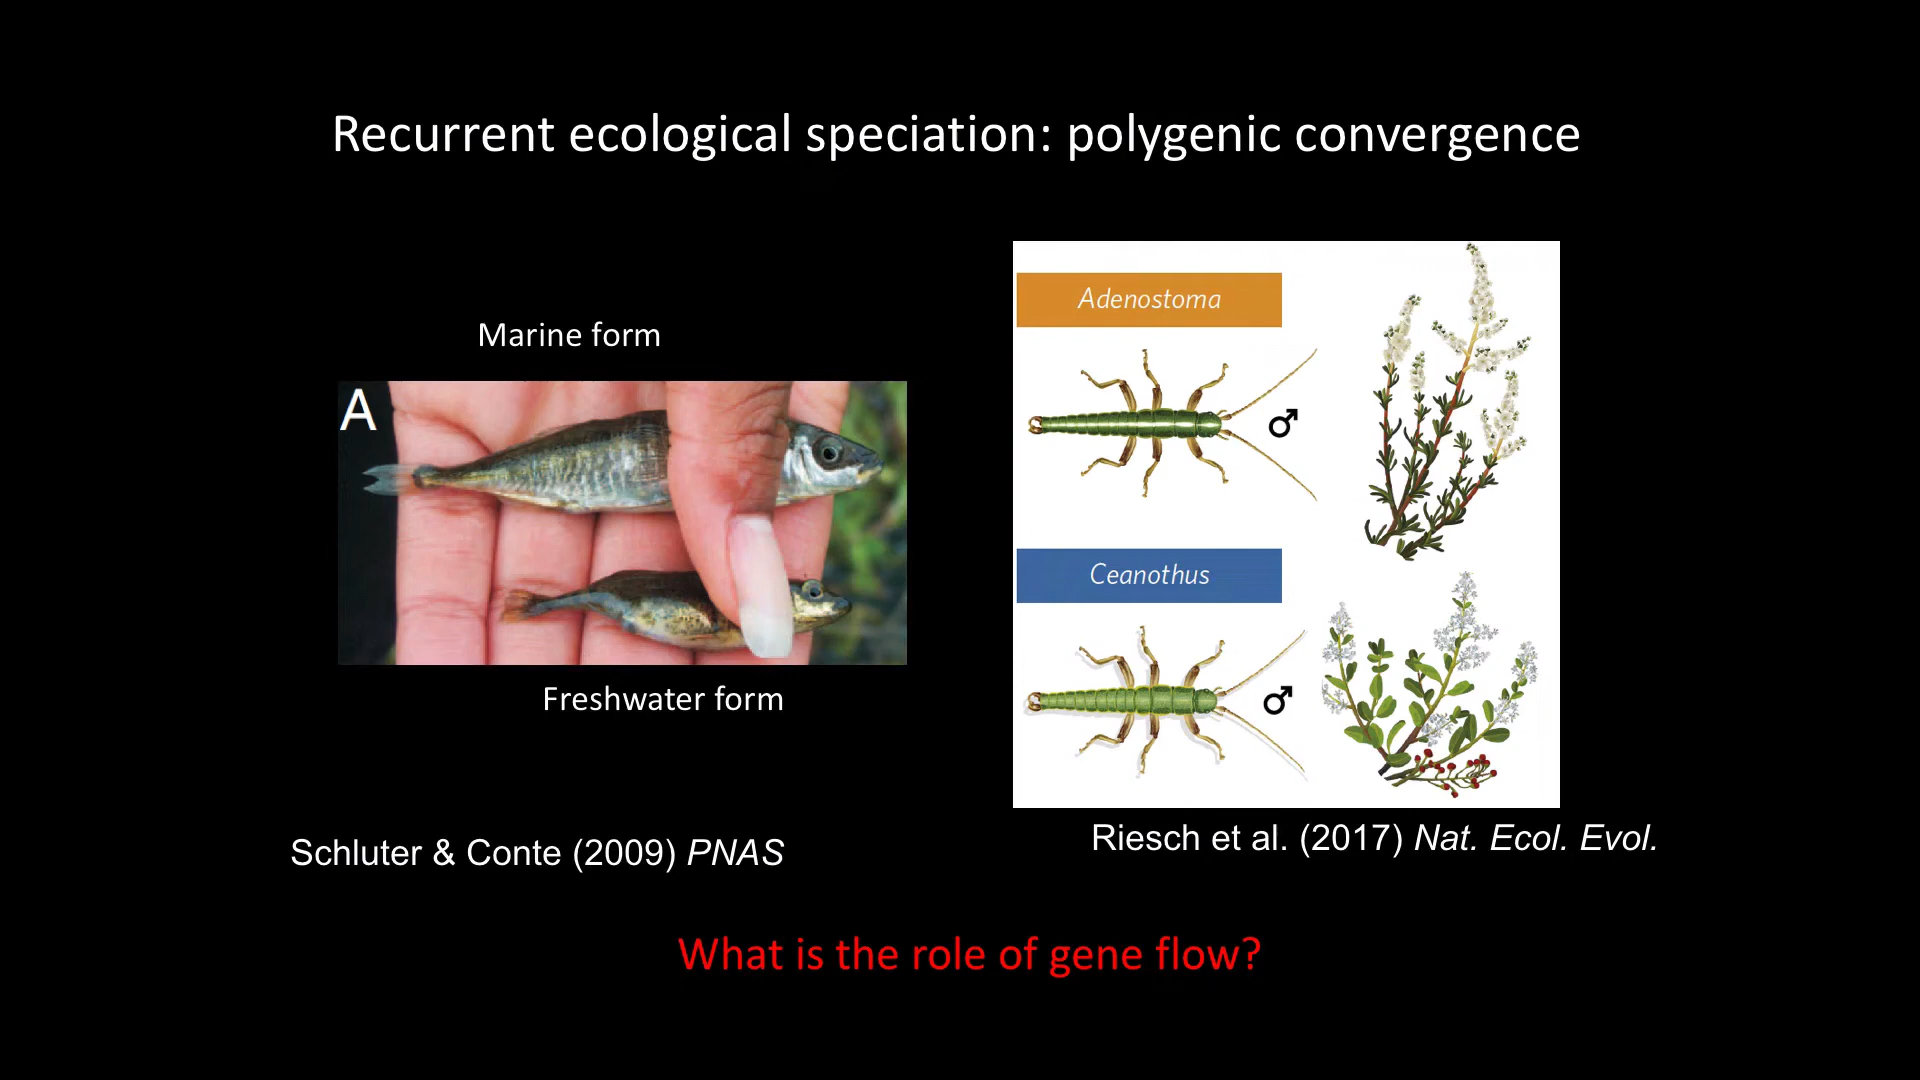 Recurrent ecological speciation: polygenic convergence
Marine form
A
Freshwater form
Schluter & Conte (2009) PNAS
Adenostoma
♂
Ceanothus
♂
Riesch et al. (2017) Nat. Ecol. Evol.
What is the role of gene flow?